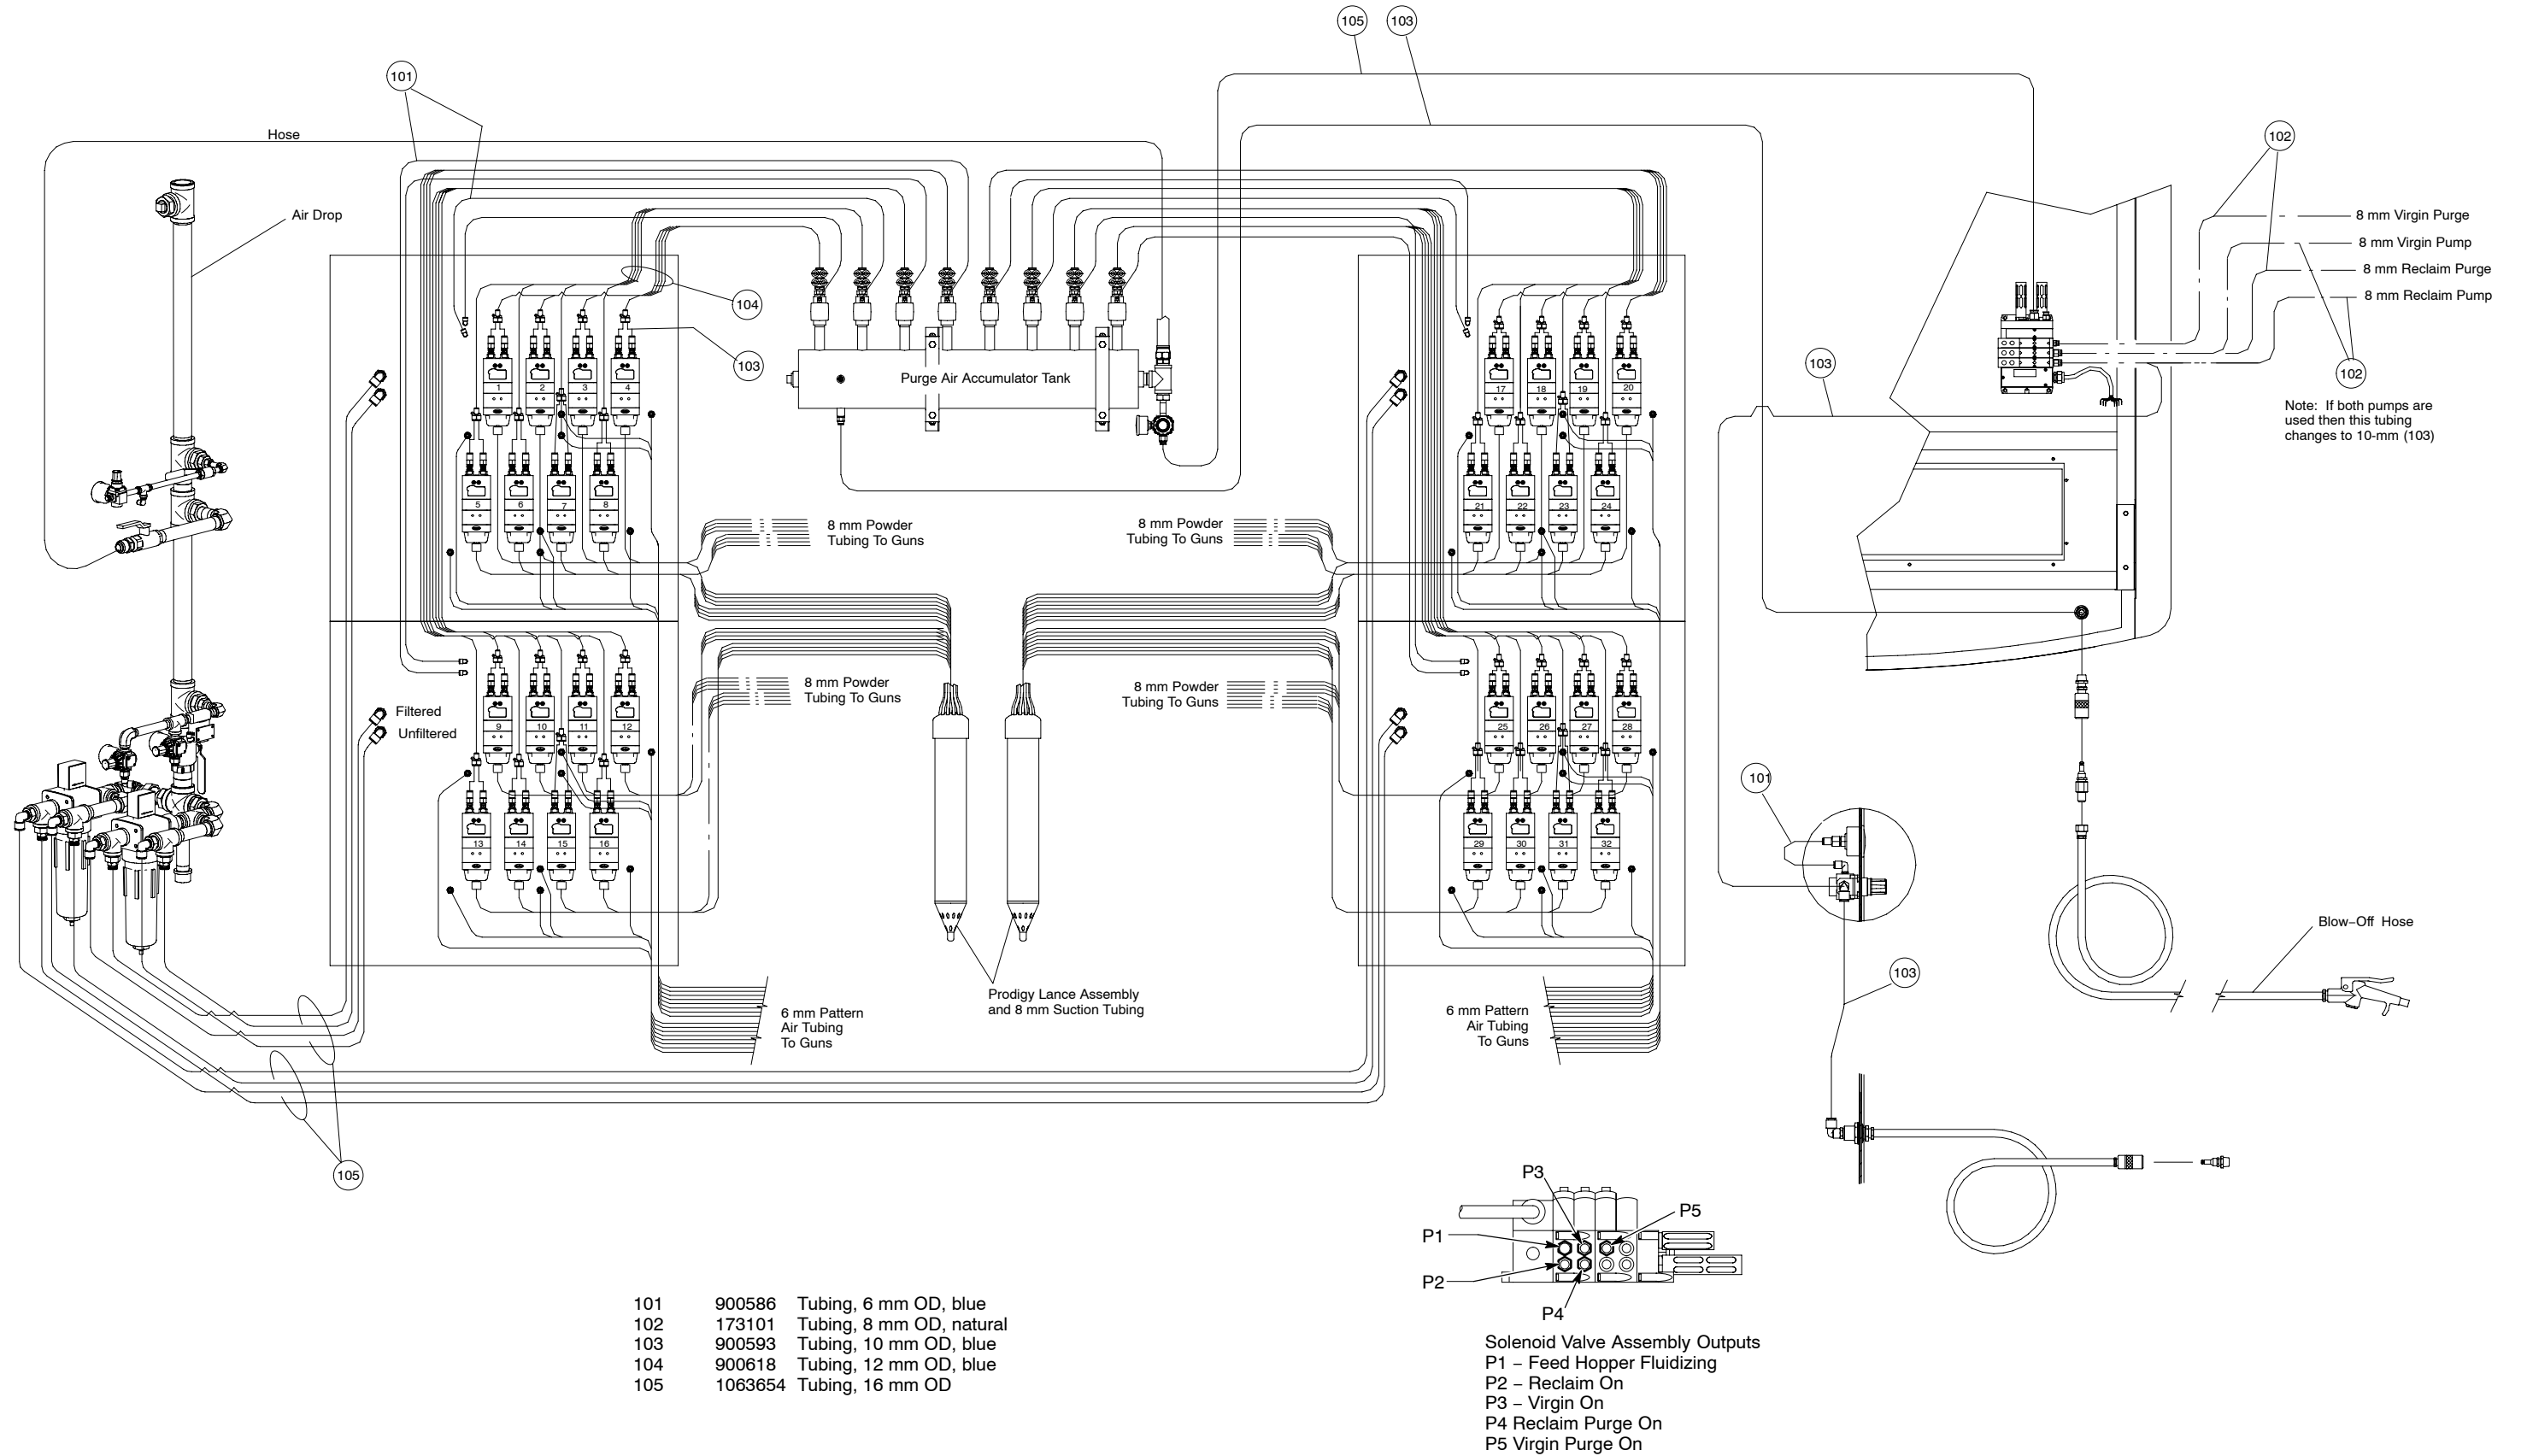 105
103
101
Hose
102
Air Drop
8 mm Virgin Purge
8 mm Virgin Pump
8 mm Reclaim Purge
8 mm Reclaim Pump
104
103
103
102
Note: If both pumps are
used then this tubing
changes to 10-mm (103)
Purge Air Accumulator Tank
1 2 3 4
17 18 19 20
5 6 7 8
21 22 23 24
8 mm Powder
Tubing To Guns
8 mm Powder
Tubing To Guns
8 mm Powder
Tubing To Guns
8 mm Powder
Tubing To Guns
Filtered
Unfiltered
9 10 11 12
25 26 27 28
13 14 15 16
29 30 31 32
101
Blow-Off Hose
103
Prodigy Lance Assembly
and 8 mm Suction Tubing
6 mm Pattern
Air Tubing
To Guns
6 mm Pattern
Air Tubing
To Guns
105
P3
P5
P1
P2
P4
101 900586 Tubing, 6 mm OD, blue
102 173101 Tubing, 8 mm OD, natural
103 900593 Tubing, 10 mm OD, blue
104 900618 Tubing, 12 mm OD, blue
105 1063654 Tubing, 16 mm OD
Solenoid Valve Assembly Outputs
P1 – Feed Hopper Fluidizing
P2 – Reclaim On
P3 – Virgin On
P4 Reclaim Purge On
P5 Virgin Purge On